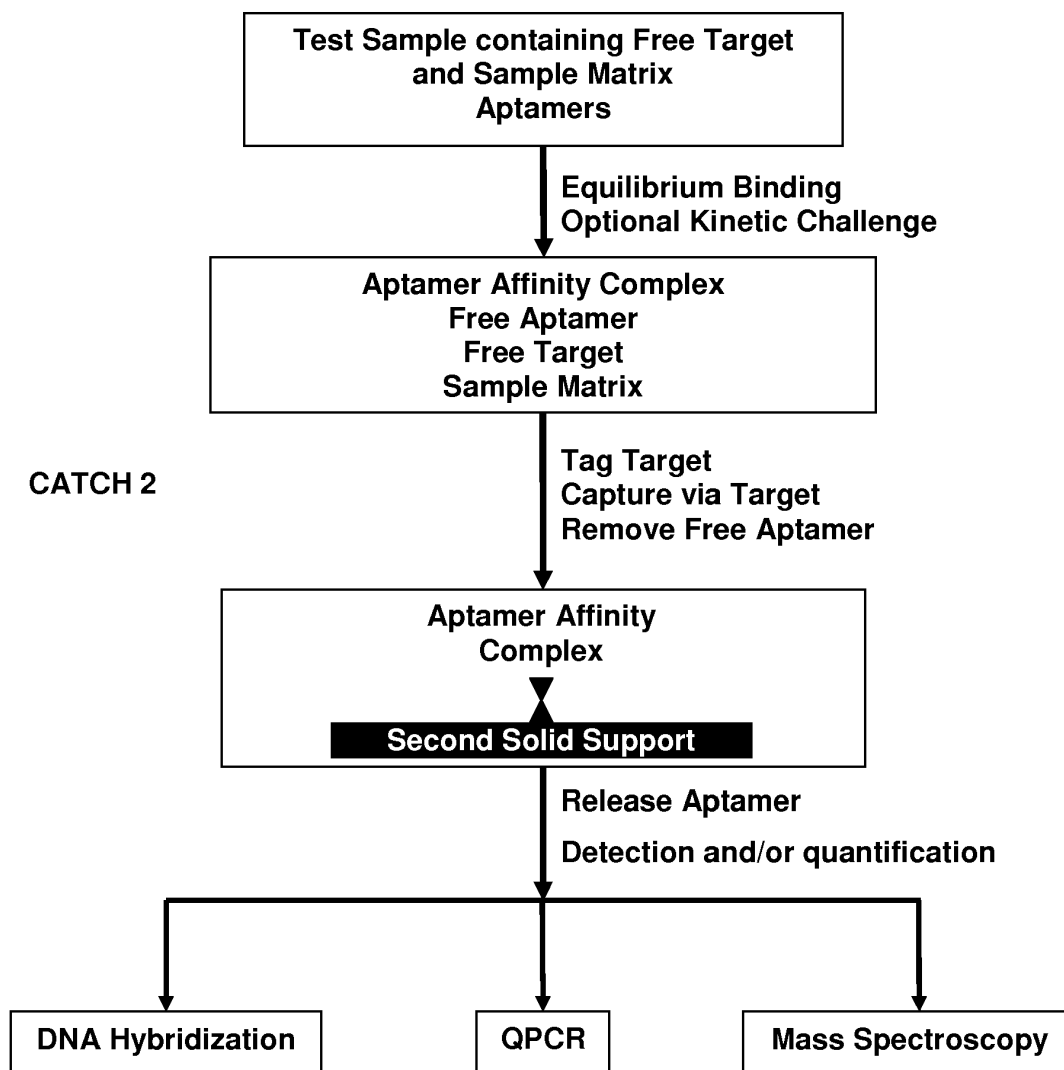 Test Sample containing Free Target
and Sample Matrix
Aptamers
Equilibrium Binding
Optional Kinetic Challenge
Aptamer Affinity Complex
Free Aptamer
Free Target
Sample Matrix
CATCH 2
Tag Target
Capture via Target
Remove Free Aptamer
Aptamer Affinity
Complex
Second Solid Support
Release Aptamer
Detection and/or quantification
DNA Hybridization
QPCR
Mass Spectroscopy